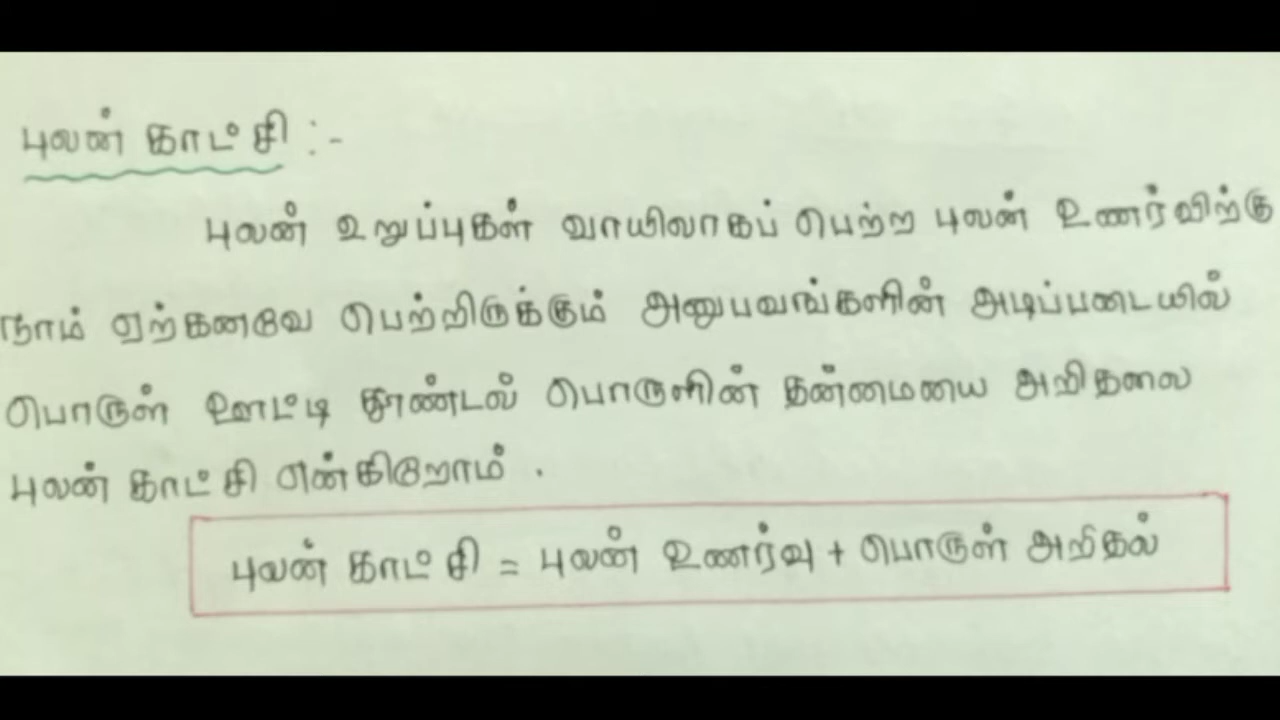 புலன் காட்சி :-
புலன் உறுப்புகள் வாயிலாகப் பெற்ற புலன் உணர்விற்கு
நாம் ஏற்கனவே பெற்றிருக்கும் அனுபவங்களின் அடிப்படையில்
பொருள் ஊட்டி தூண்டல் பொருளின் தன்மையை அறிதலை
புலன் காட்சி என்கிறோம் .
புலன் காட்சி = புலன் உணர்வு + பொருள் அறிதல்